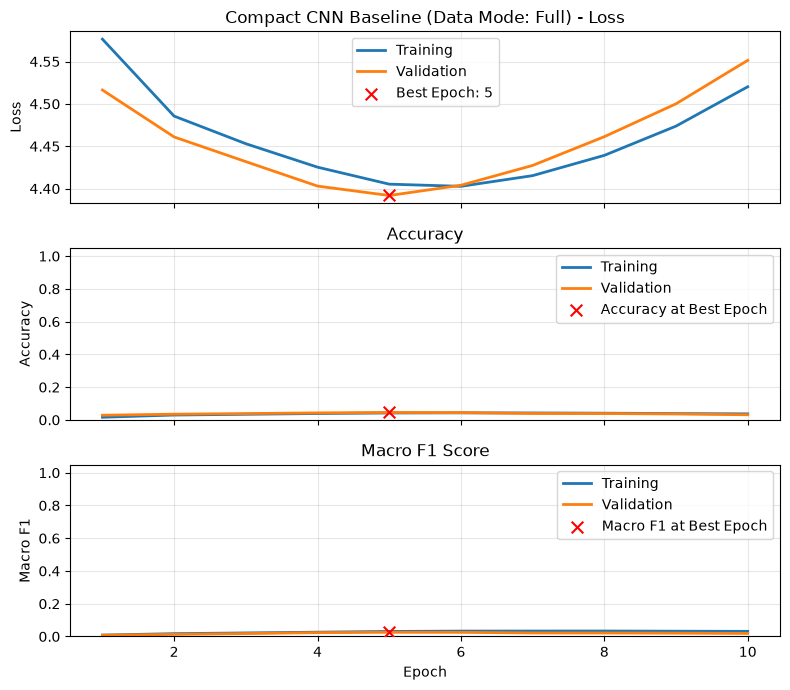 Compact CNN Baseline (Data Mode: Full) - Loss
Loss
4.55
4.50
4.45
4.40
Training
Validation
Best Epoch: 5
Accuracy
Accuracy
1.0
0.8
0.6
0.4
0.2
0.0
Training
Validation
Accuracy at Best Epoch
Macro F1 Score
Macro F1
1.0
0.8
0.6
0.4
0.2
0.0
Training
Validation
Macro F1 at Best Epoch
2 4 6 8 10
Epoch